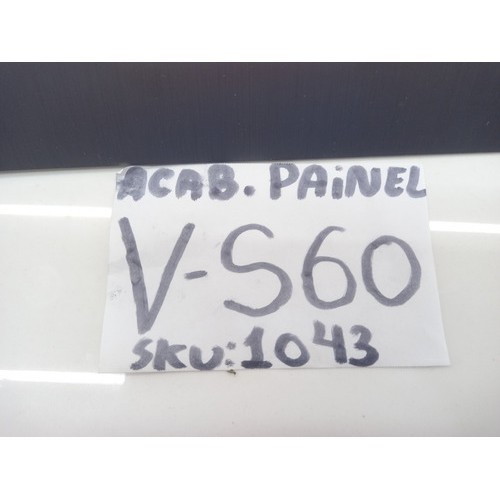 ACAB. PAiNEL
V-S60
SKU:1043